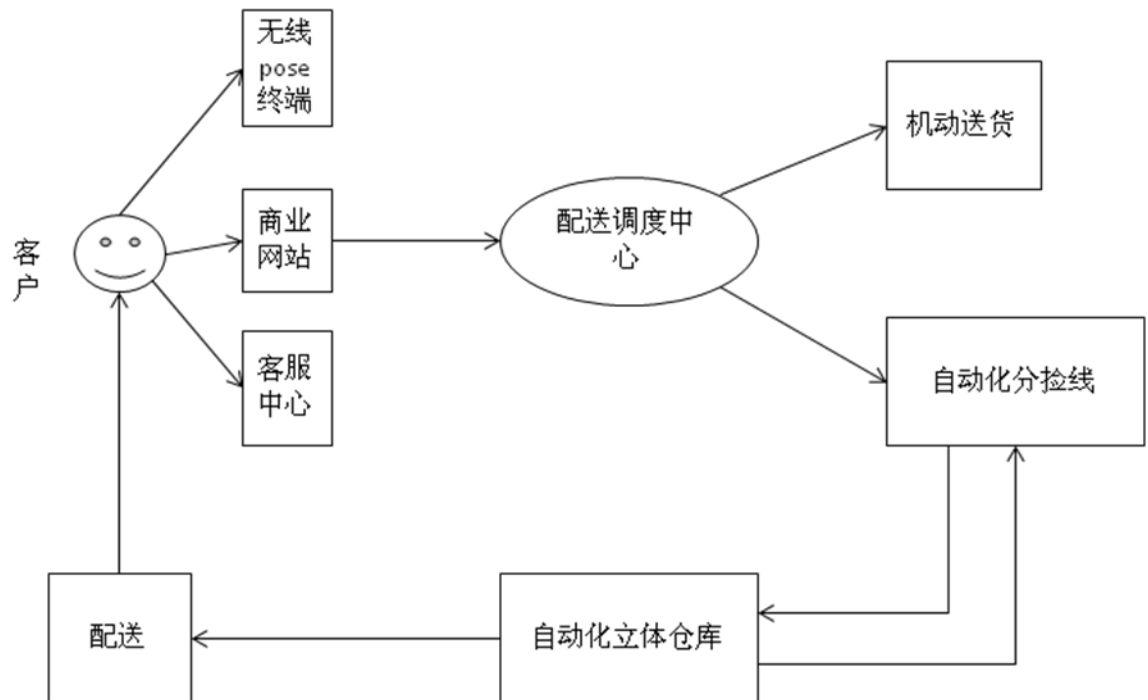 无线
pose
终端
机动送货
商业
网站
配送调度中
心
客
户
客服
中心
自动化分捡线
配送
自动化立体仓库